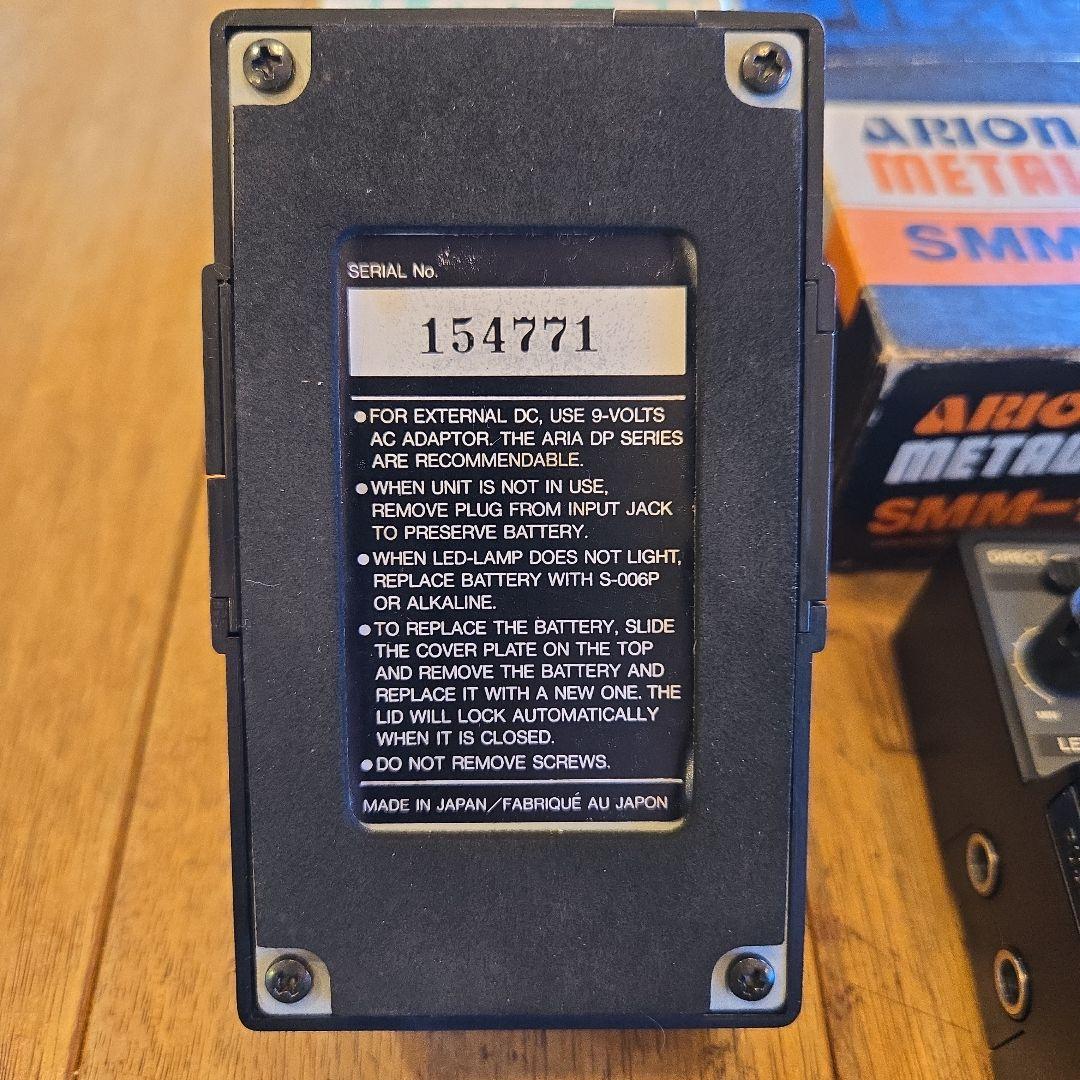 SERIAL No.
154771
●FOR EXTERNAL DC, USE 9-VOLTS
AC ADAPTOR. THE ARIA DP SERIES
ARE RECOMMENDABLE.
●WHEN UNIT IS NOT IN USE,
REMOVE PLUG FROM INPUT JACK
TO PRESERVE BATTERY.
●WHEN LED-LAMP DOES NOT LIGHT,
REPLACE BATTERY WITH S-006P
OR ALKALINE.
●TO REPLACE THE BATTERY, SLIDE
THE COVER PLATE ON THE TOP
AND REMOVE THE BATTERY AND
REPLACE IT WITH A NEW ONE. THE
LID WILL LOCK AUTOMATICALLY
WHEN IT IS CLOSED.
●DO NOT REMOVE SCREWS.
MADE IN JAPAN/FABRIQUÉ AU JAPON
ARION
METAL
SMM
ARIO
METAL
SMM-
DIRECT
MIN
LE